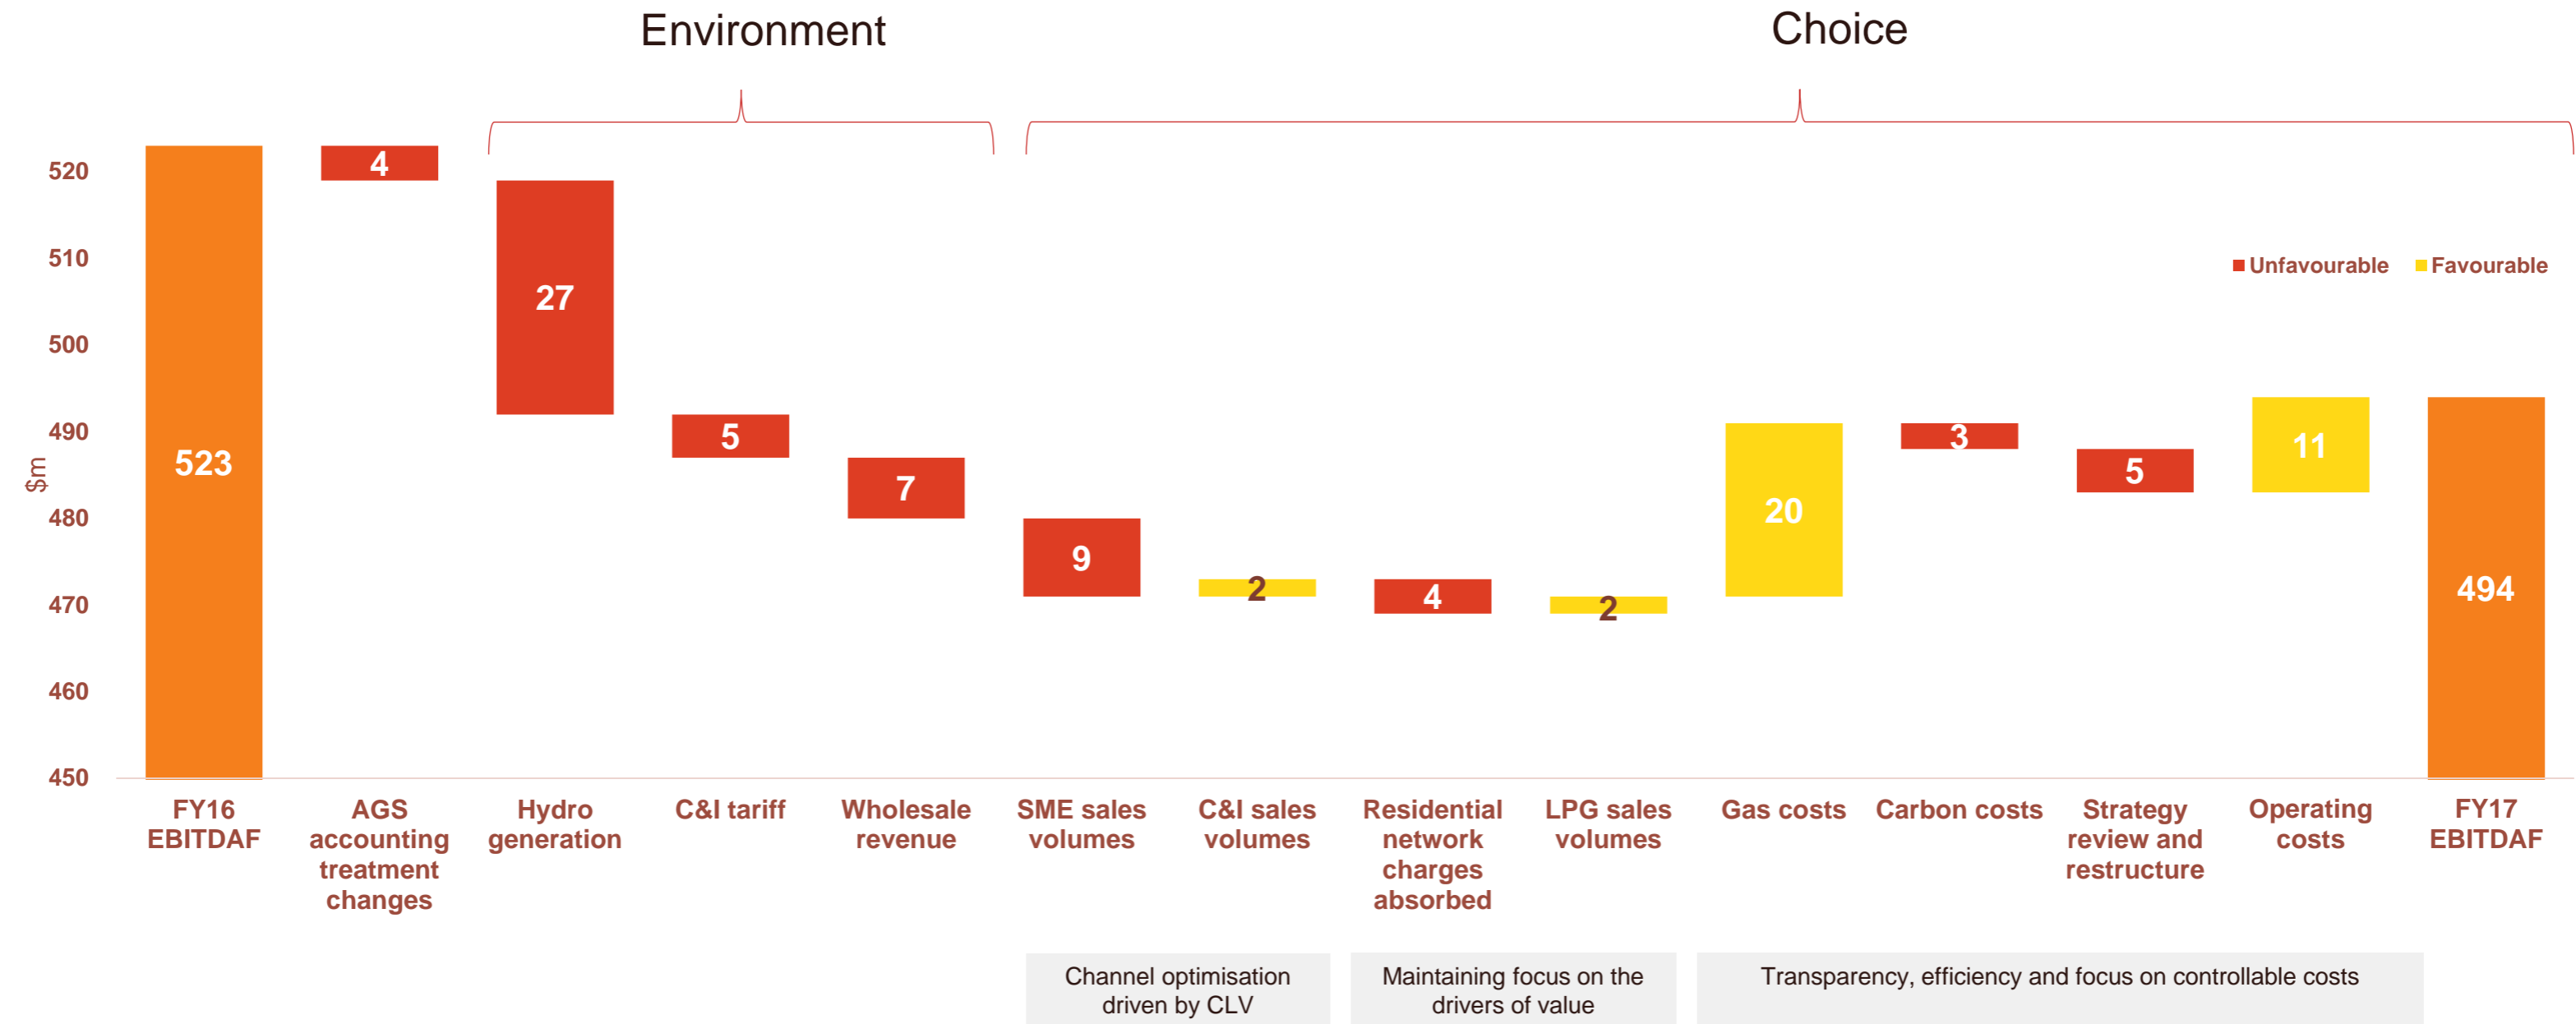 Environment
Choice
520
510
500
490
480
470
460
450
$m
Unfavourable
Favourable
523
4
27
5
7
9
2
4
2
20
3
5
11
494
FY16
EBITDAF
AGS
accounting
treatment
changes
Hydro
generation
C&I tariff
Wholesale
revenue
SME sales
volumes
C&I sales
volumes
Residential
network
charges
absorbed
LPG sales
volumes
Gas costs
Carbon costs
Strategy
review and
restructure
Operating
costs
FY17
EBITDAF
Channel optimisation
driven by CLV
Maintaining focus on the
drivers of value
Transparency, efficiency and focus on controllable costs